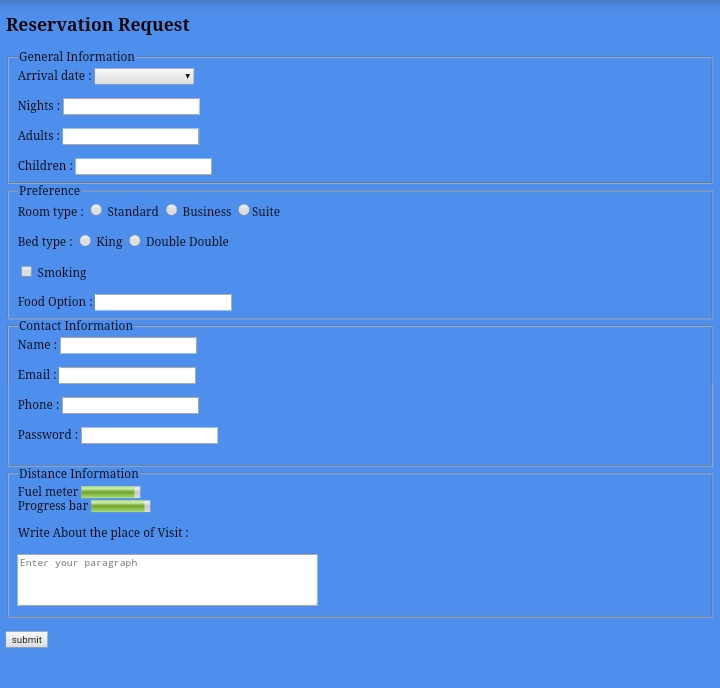 Reservation Request
General Information
Arrival date :
Nights :
Adults :
Children :
Preference
Room type : Standard Business Suite
Bed type : King Double Double
Smoking
Food Option :
Contact Information
Name :
Email :
Phone :
Password :
Distance Information
Fuel meter
Progress bar
Write About the place of Visit :
Enter your paragraph
submit